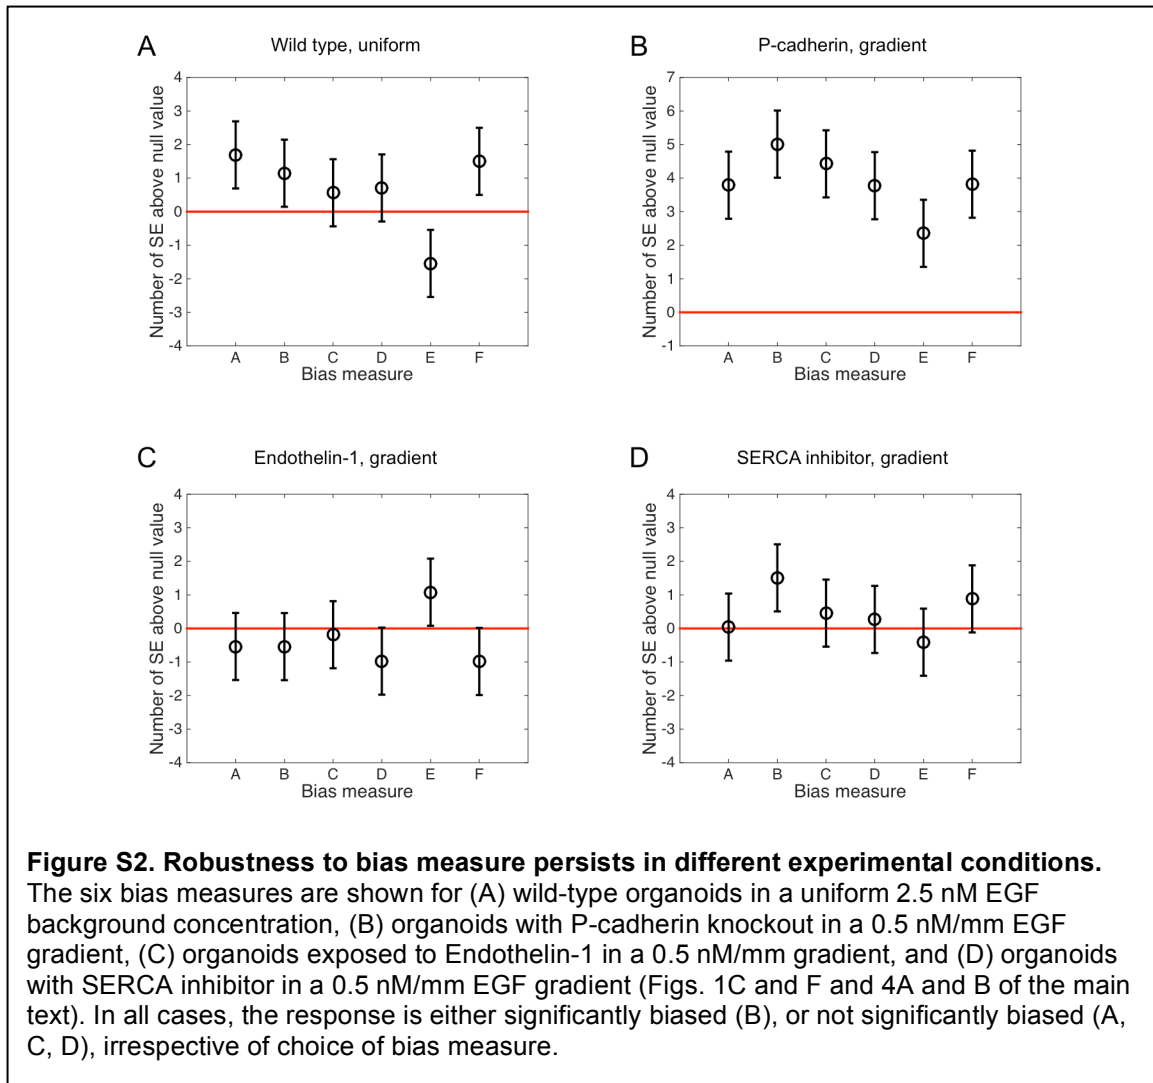 A
Wild type, uniform
Number of SE above null value
4
3
2
1
0
-1
-2
-3
-4
A B C D E F
Bias measure
B
P-cadherin, gradient
Number of SE above null value
7
6
5
4
3
2
1
0
-1
A B C D E F
Bias measure
C
Endothelin-1, gradient
Number of SE above null value
4
3
2
1
0
-1
-2
-3
-4
A B C D E F
Bias measure
D
SERCA inhibitor, gradient
Number of SE above null value
4
3
2
1
0
-1
-2
-3
-4
A B C D E F
Bias measure
Figure S2. Robustness to bias measure persists in different experimental conditions.
The six bias measures are shown for (A) wild-type organoids in a uniform 2.5 nM EGF
background concentration, (B) organoids with P-cadherin knockout in a 0.5 nM/mm EGF
gradient, (C) organoids exposed to Endothelin-1 in a 0.5 nM/mm gradient, and (D) organoids
with SERCA inhibitor in a 0.5 nM/mm EGF gradient (Figs. 1C and F and 4A and B of the main
text). In all cases, the response is either significantly biased (B), or not significantly biased (A,
C, D), irrespective of choice of bias measure.